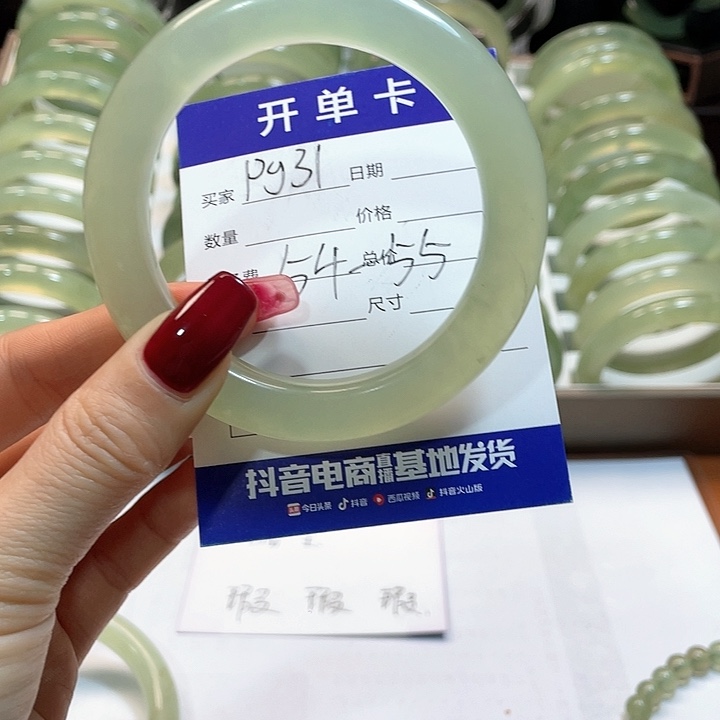 开单卡
买家 pg31 日期
数量 价格
费 54-55 总价
尺寸
抖音电商直播基地发货
今日头条 抖音 西瓜视频 抖音火山版
瑕 瑕 瑕